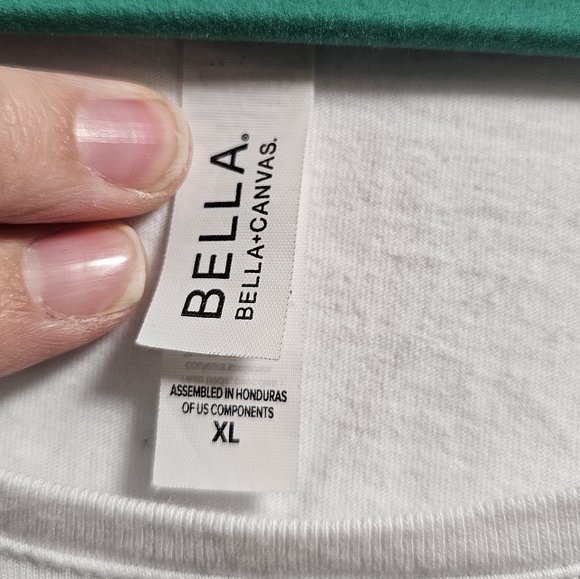 BELLA®
BELLA+CANVAS.
ASSEMBLED IN HONDURAS
OF US COMPONENTS
XL